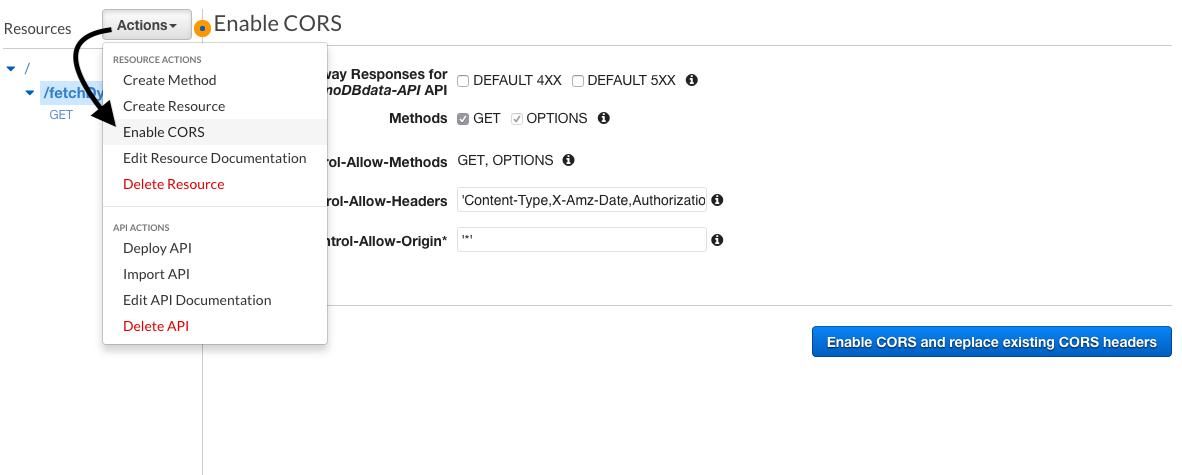 Resources
Actions
Enable CORS
RESOURCE ACTIONS
Create Method
Create Resource
Enable CORS
Edit Resource Documentation
Delete Resource
API ACTIONS
Deploy API
Import API
Edit API Documentation
Delete API
/
/fetchDy
GET
way Responses for
moDBdata-API API
DEFAULT 4XX DEFAULT 5XX
Methods GET OPTIONS
rol-Allow-Methods GET, OPTIONS
rol-Allow-Headers 'Content-Type,X-Amz-Date,Authorizatio
ntrol-Allow-Origin* '*'
Enable CORS and replace existing CORS headers